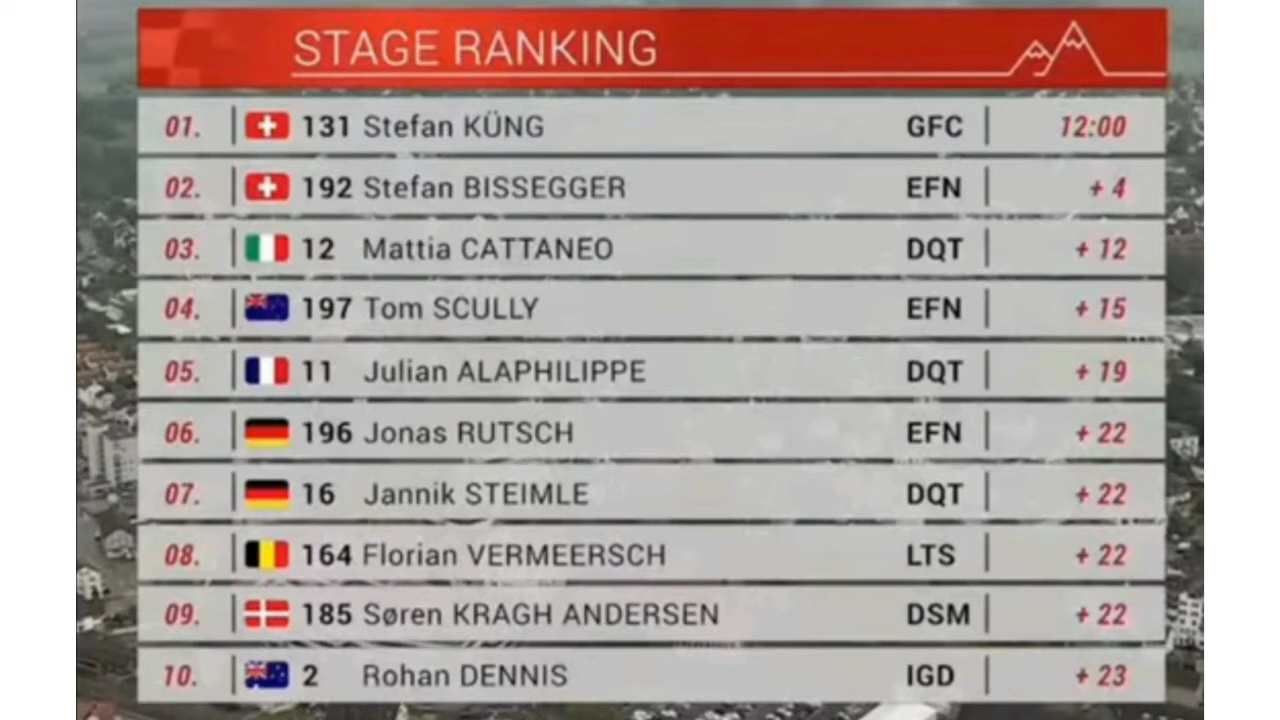 STAGE RANKING
01. 131 Stefan KÜNG GFC 12:00
02. 192 Stefan BISSEGGER EFN + 4
03. 12 Mattia CATTANEO DQT + 12
04. 197 Tom SCULLY EFN + 15
05. 11 Julian ALAPHILIPPE DQT + 19
06. 196 Jonas RUTSCH EFN + 22
07. 16 Jannik STEIMLE DQT + 22
08. 164 Florian VERMEERSCH LTS + 22
09. 185 Søren KRAGH ANDERSEN DSM + 22
10. 2 Rohan DENNIS IGD + 23